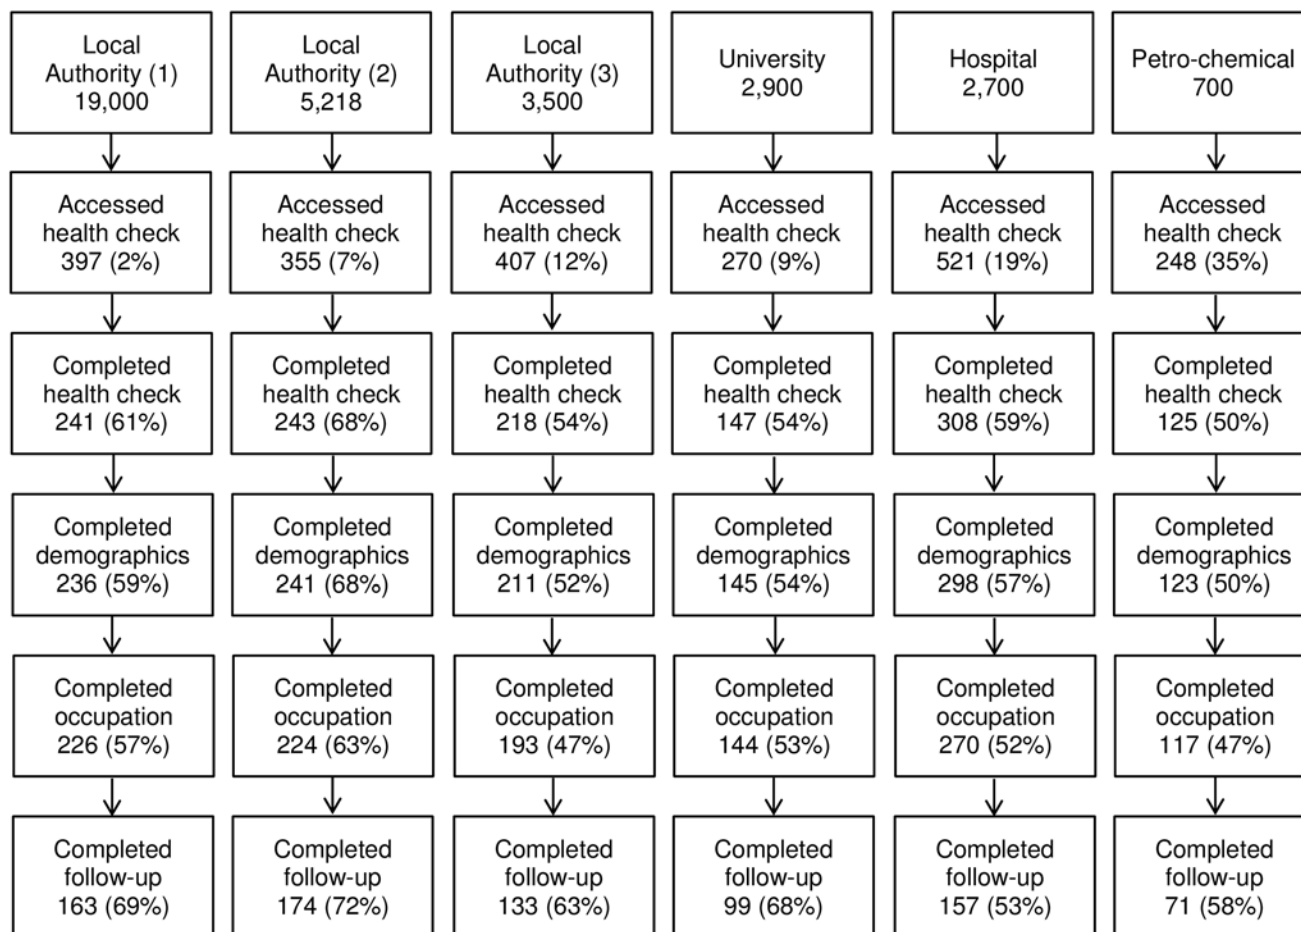 Local
Authority (1)
19,000
Local
Authority (2)
5,218
Local
Authority (3)
3,500
University
2,900
Hospital
2,700
Petro-chemical
700
Accessed
health check
397 (2%)
Accessed
health check
355 (7%)
Accessed
health check
407 (12%)
Accessed
health check
270 (9%)
Accessed
health check
521 (19%)
Accessed
health check
248 (35%)
Completed
health check
241 (61%)
Completed
health check
243 (68%)
Completed
health check
218 (54%)
Completed
health check
147 (54%)
Completed
health check
308 (59%)
Completed
health check
125 (50%)
Completed
demographics
236 (59%)
Completed
demographics
241 (68%)
Completed
demographics
211 (52%)
Completed
demographics
145 (54%)
Completed
demographics
298 (57%)
Completed
demographics
123 (50%)
Completed
occupation
226 (57%)
Completed
occupation
224 (63%)
Completed
occupation
193 (47%)
Completed
occupation
144 (53%)
Completed
occupation
270 (52%)
Completed
occupation
117 (47%)
Completed
follow-up
163 (69%)
Completed
follow-up
174 (72%)
Completed
follow-up
133 (63%)
Completed
follow-up
99 (68%)
Completed
follow-up
157 (53%)
Completed
follow-up
71 (58%)